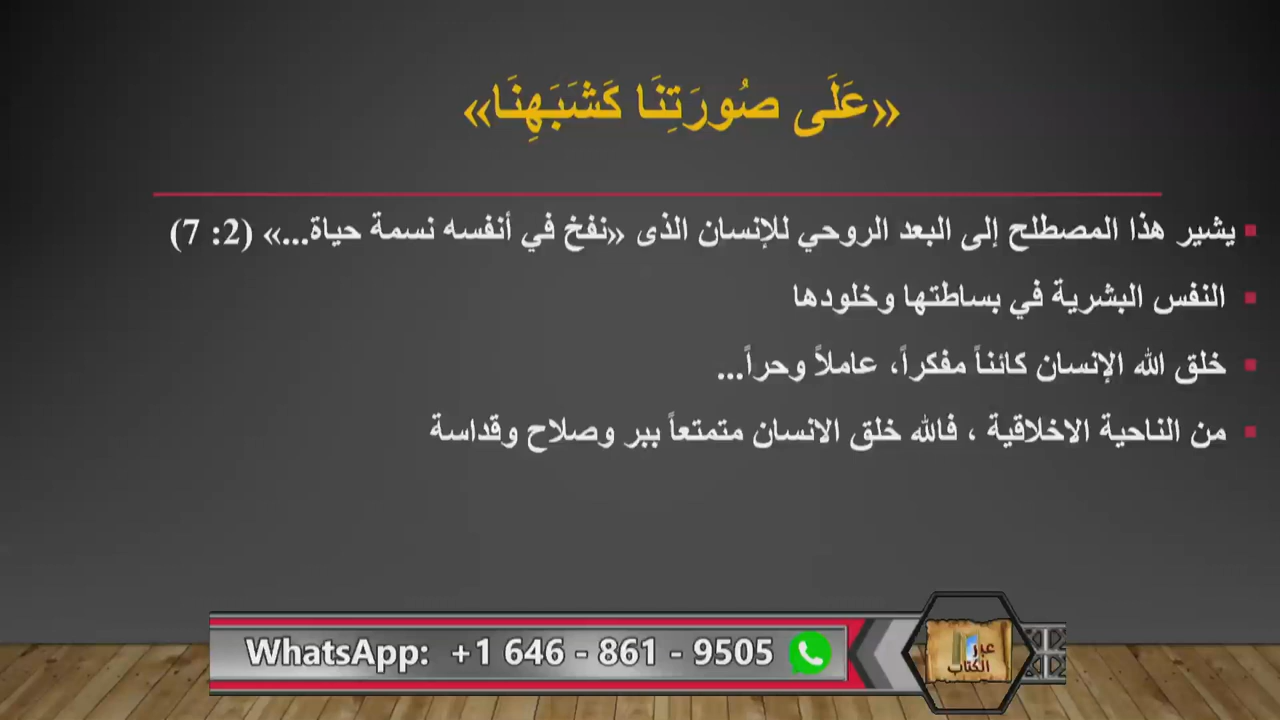 «عَلَى صُورَتِنَا كَشَبَهِنَا»
يشير هذا المصطلح إلى البعد الروحي للإنسان الذى «نفخ في أنفسه نسمة حياة...» (2: 7)
النفس البشرية في بساطتها وخلودها
خلق الله الإنسان كائناً مفكراً، عاملاً وحراً...
من الناحية الاخلاقية ، فالله خلق الانسان متمتعاً ببر وصلاح وقداسة
WhatsApp: +1 646 - 861 - 9505
عبر
الكتاب